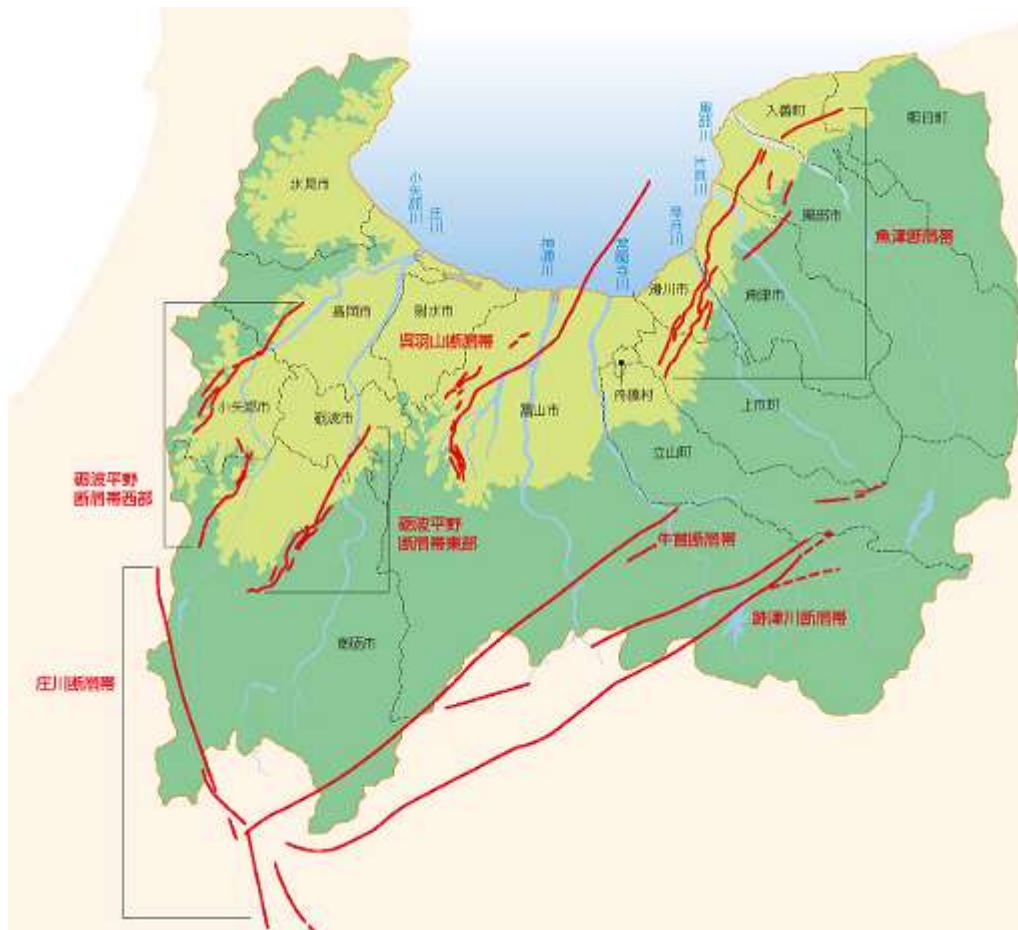 入善町
朝日町
黒部川
片貝川
早月川
常願寺川
神通川
庄川
小矢部川
氷見市
黒部市
魚津断層帯
魚津市
滑川市
高岡市
射水市
呉羽山断層帯
舟橋村
富山市
上市町
小矢部市
砺波市
立山町
砺波平野
断層帯西部
砺波平野
断層帯東部
牛首断層帯
跡津川断層帯
南砺市
庄川断層帯